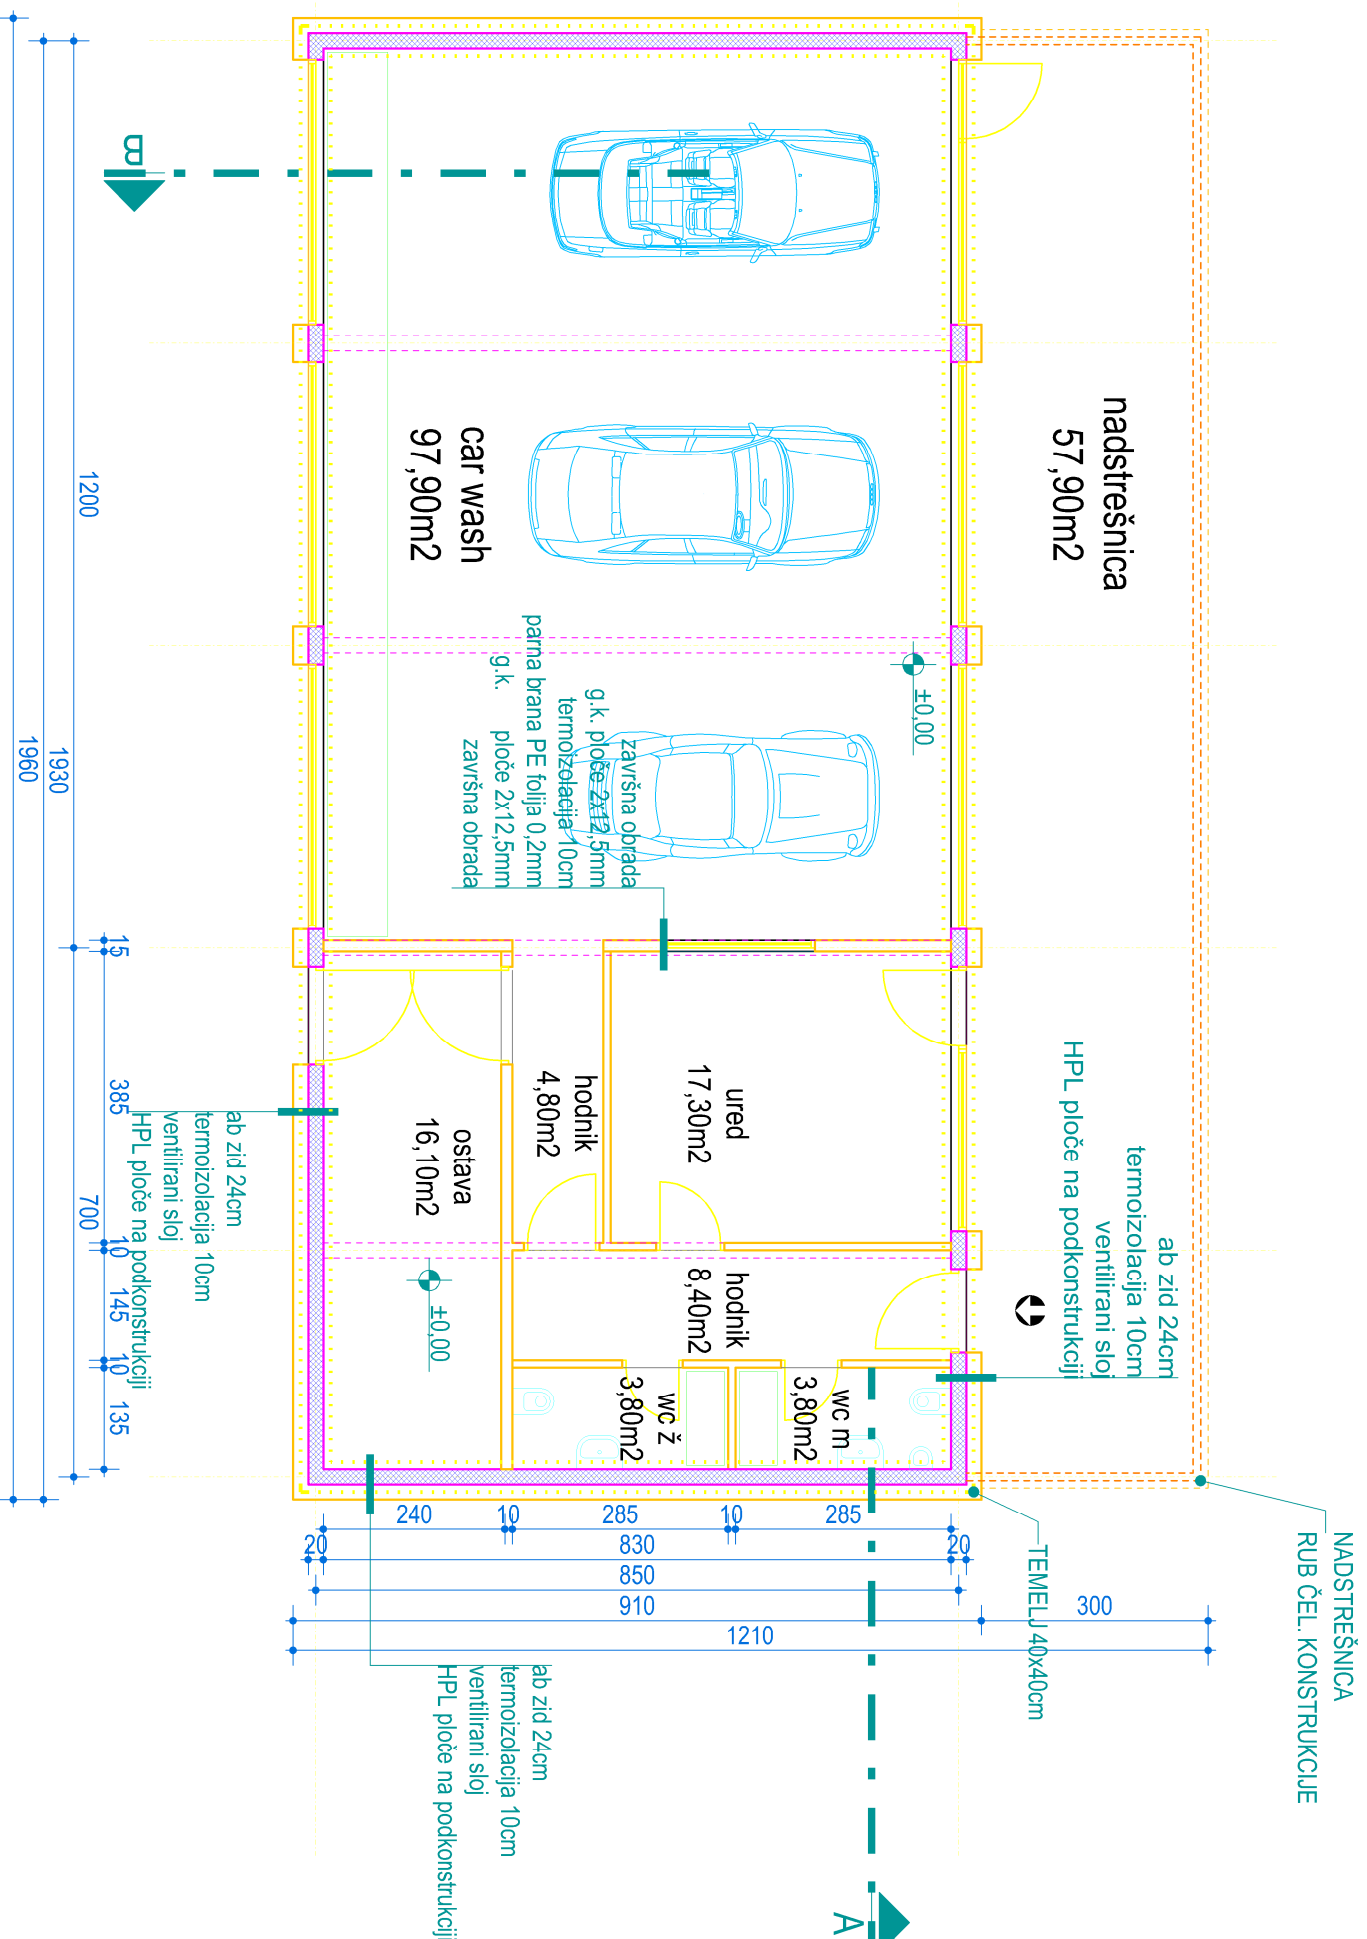 nadstrešnica
57,90m2
car wash
97,90m2
B
±0,00
završna obrada
g.k. ploče 2x12,5mm
termoizolacija 10cm
parna brana PE folija 0,2mm
g.k. ploče 2x12,5mm
završna obrada
ured
17,30m2
hodnik
4,80m2
ostava
16,10m2
hodnik
8,40m2
wc m
3,80m2
wc ž
3,80m2
±0,00
ab zid 24cm
termoizolacija 10cm
ventilirani sloj
HPL ploče na podkonstrukciji
ab zid 24cm
termoizolacija 10cm
ventilirani sloj
HPL ploče na podkonstrukciji
ab zid 24cm
termoizolacija 10cm
ventilirani sloj
HPL ploče na podkonstrukciji
NADSTREŠNICA
RUB ČEL. KONSTRUKCIJE
TEMELJ 40x40cm
A
15
385
10
145
10
135
1200
700
1930
1960
240
10
285
10
285
20
830
20
850
910
300
1210